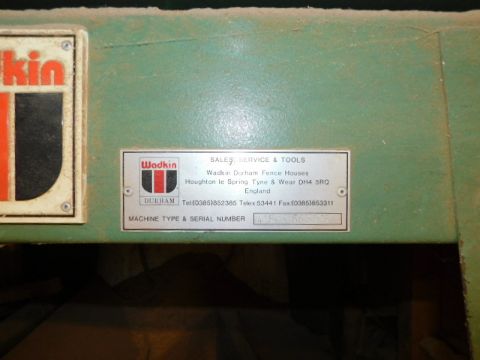 Wadkin
DURHAM
SALES, SERVICE & TOOLS
Wadkin Durham Fence Houses
Houghton le Spring Tyne & Wear DH4 5RQ
England
Tel:(0385)852385 Telex 53441 Fax:(0385)853311
MACHINE TYPE & SERIAL NUMBER